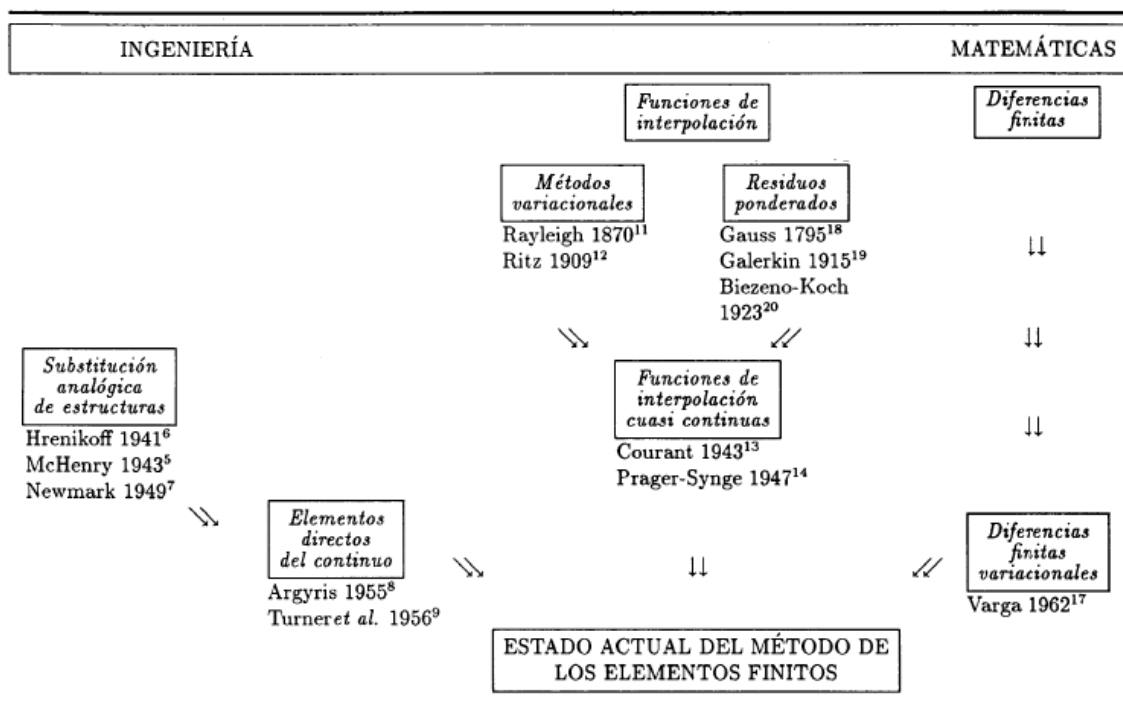 INGENIERÍA
MATEMÁTICAS
Funciones de
interpolación
Diferencias
finitas
Métodos
variacionales
Rayleigh 1870¹¹
Ritz 1909¹²
Residuos
ponderados
Gauss 1795¹⁸
Galerkin 1915¹⁹
Biezeno-Koch
1923²⁰
Substitución
analógica
de estructuras
Hrenikoff 1941⁶
McHenry 1943⁵
Newmark 1949⁷
Funciones de
interpolación
cuasi continuas
Courant 1943¹³
Prager-Synge 1947¹⁴
Elementos
directos
del continuo
Argyris 1955⁸
Turneret al. 1956⁹
Diferencias
finitas
variacionales
Varga 1962¹⁷
ESTADO ACTUAL DEL MÉTODO DE
LOS ELEMENTOS FINITOS